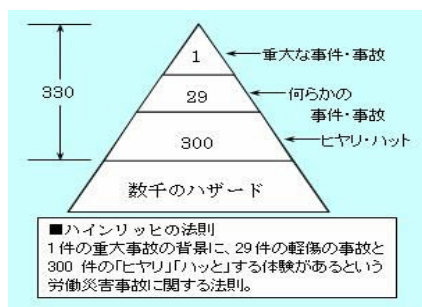 1
重大な事件・事故
330
29
何らかの
事件・事故
300
ヒヤリ・ハット
数千のハザード
■ハインリッヒの法則
1件の重大事故の背景に、29件の軽傷の事故と
300 件の「ヒヤリ」「ハッと」する体験があるという
労働災害事故に関する法則。